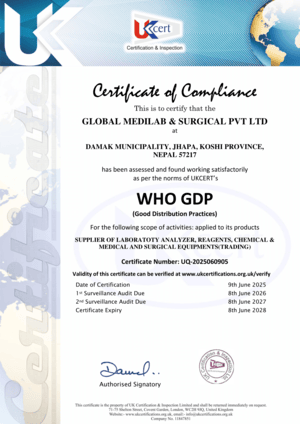 UKcert
Certification & Inspection
Certificate of Compliance
This is to certify that the
GLOBAL MEDILAB & SURGICAL PVT LTD
at
DAMAK MUNICIPALITY, JHAPA, KOSHI PROVINCE,
NEPAL 57217
has been assessed and found working satisfactorily
as per the norms of UKCERT's
WHO GDP
(Good Distribution Practices)
For the following scope of activities: applied to its products
SUPPLIER OF LABORATOTY ANALYZER, REAGENTS, CHEMICAL &
MEDICAL AND SURGICAL EQUIPMENTS(TRADING)
Certificate Number: UQ-2025060905
Validity of this certificate can be verified at www.ukcertifications.org.uk/verify
Date of Certification 9th June 2025
1st Surveillance Audit Due 8th June 2026
2nd Surveillance Audit Due 8th June 2027
Certificate Expiry 8th June 2028
Authorised Signatory
This certificate is the property of UK Certification & Inspection Limited and shall be returned immediately on request.
71-75 Shelton Street, Covent Garden, London, WC2H 9JQ, United Kingdom
Website : www.ukcertifications.org.uk, email:- info@ukcertifications.org.uk